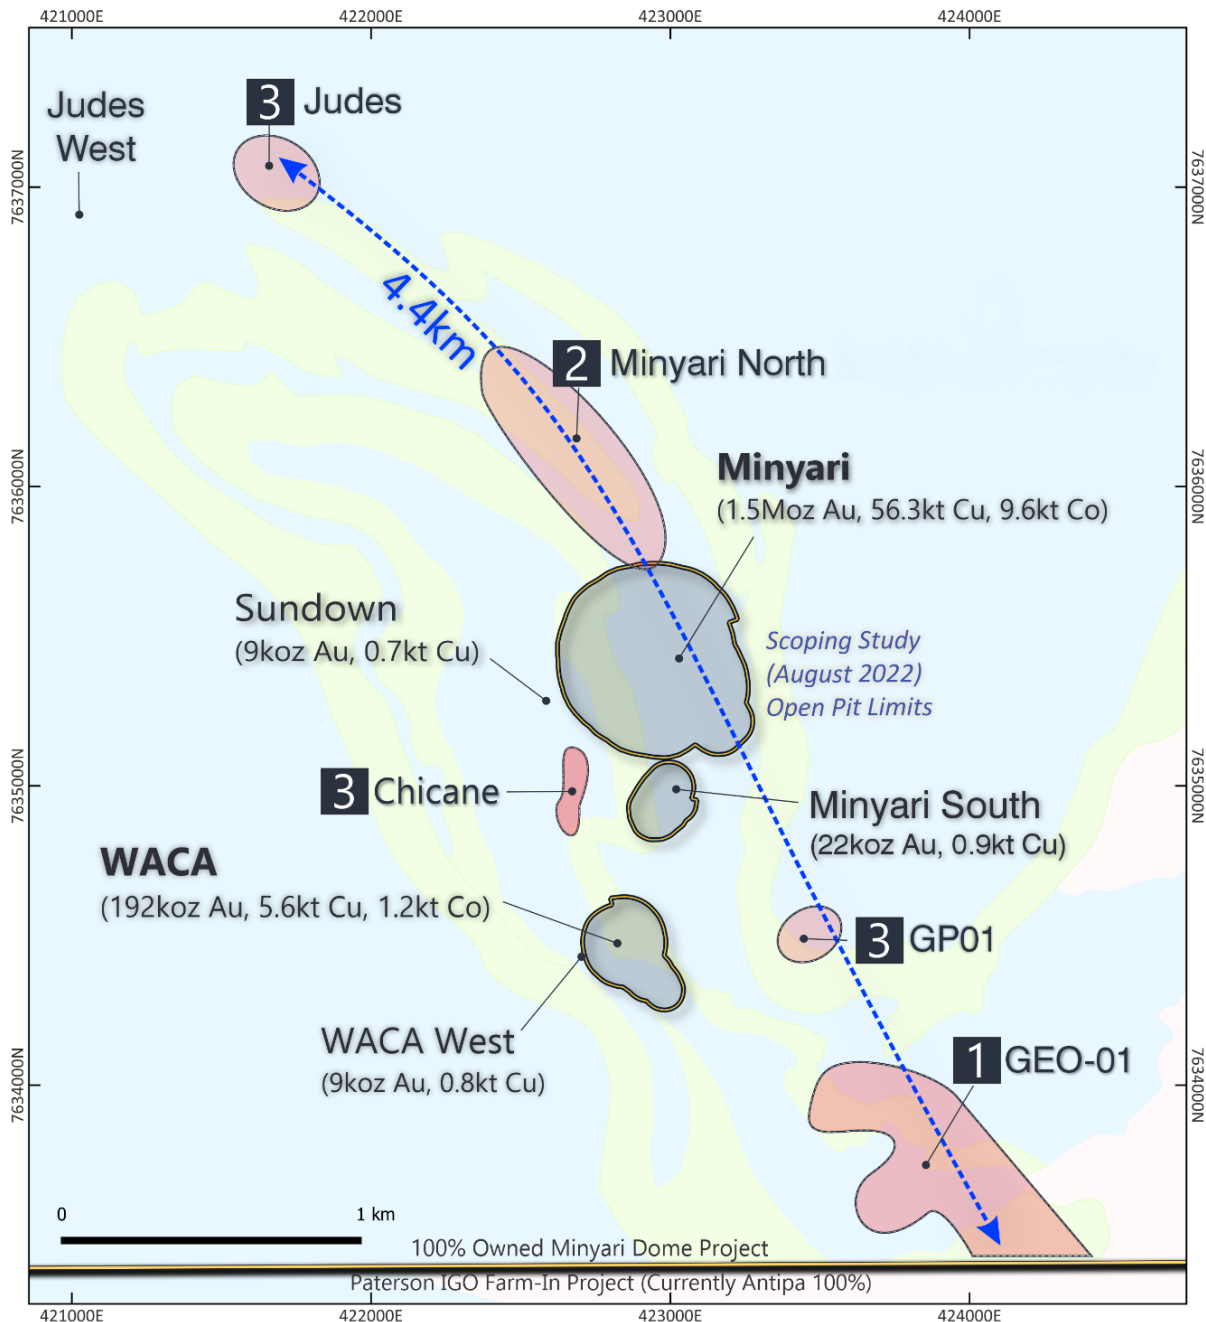 421000E
422000E
423000E
424000E
3 Judes
Judes
West
7637000N
7637000N
4.4km
2 Minyari North
Minyari
(1.5Moz Au, 56.3kt Cu, 9.6kt Co)
7636000N
7636000N
Sundown
(9koz Au, 0.7kt Cu)
Scoping Study
(August 2022)
Open Pit Limits
3 Chicane
7635000N
7635000N
Minyari South
(22koz Au, 0.9kt Cu)
WACA
(192koz Au, 5.6kt Cu, 1.2kt Co)
3 GP01
WACA West
(9koz Au, 0.8kt Cu)
1 GEO-01
7634000N
7634000N
0
1 km
100% Owned Minyari Dome Project
Paterson IGO Farm-In Project (Currently Antipa 100%)
421000E
422000E
423000E
424000E